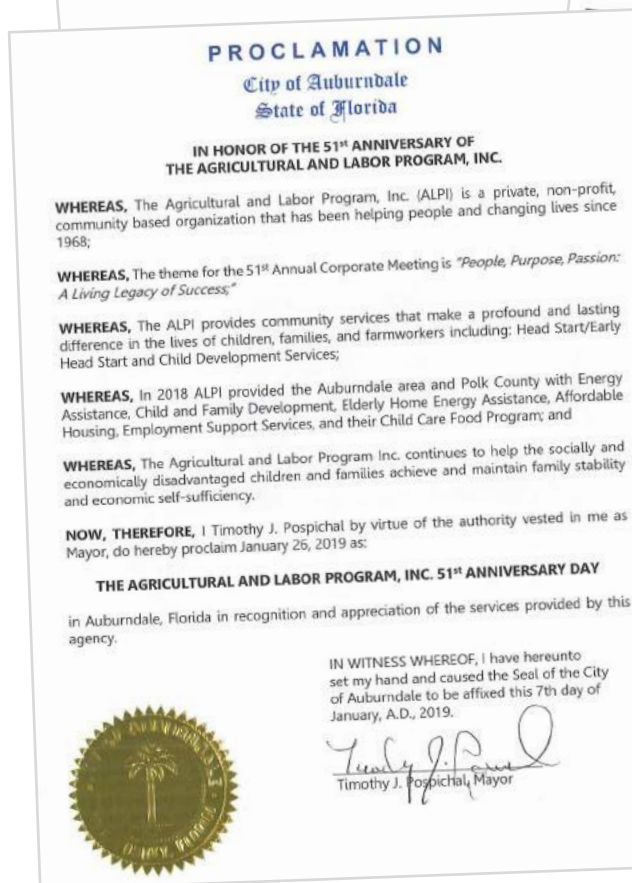 PROCLAMATION
City of Auburndale
State of Florida
IN HONOR OF THE 51st ANNIVERSARY OF
THE AGRICULTURAL AND LABOR PROGRAM, INC.
WHEREAS, The Agricultural and Labor Program, Inc. (ALPI) is a private, non-profit,
community based organization that has been helping people and changing lives since
1968;
WHEREAS, The theme for the 51st Annual Corporate Meeting is "People, Purpose, Passion:
A Living Legacy of Success;"
WHEREAS, The ALPI provides community services that make a profound and lasting
difference in the lives of children, families, and farmworkers including: Head Start/Early
Head Start and Child Development Services;
WHEREAS, In 2018 ALPI provided the Auburndale area and Polk County with Energy
Assistance, Child and Family Development, Elderly Home Energy Assistance, Affordable
Housing, Employment Support Services, and their Child Care Food Program; and
WHEREAS, The Agricultural and Labor Program Inc. continues to help the socially and
economically disadvantaged children and families achieve and maintain family stability
and economic self-sufficiency.
NOW, THEREFORE, I Timothy J. Pospichal by virtue of the authority vested in me as
Mayor, do hereby proclaim January 26, 2019 as:
THE AGRICULTURAL AND LABOR PROGRAM, INC. 51st ANNIVERSARY DAY
in Auburndale, Florida in recognition and appreciation of the services provided by this
agency.
IN WITNESS WHEREOF, I have hereunto
set my hand and caused the Seal of the City
of Auburndale to be affixed this 7th day of
January, A.D., 2019.
Timothy J. Pospichal, Mayor